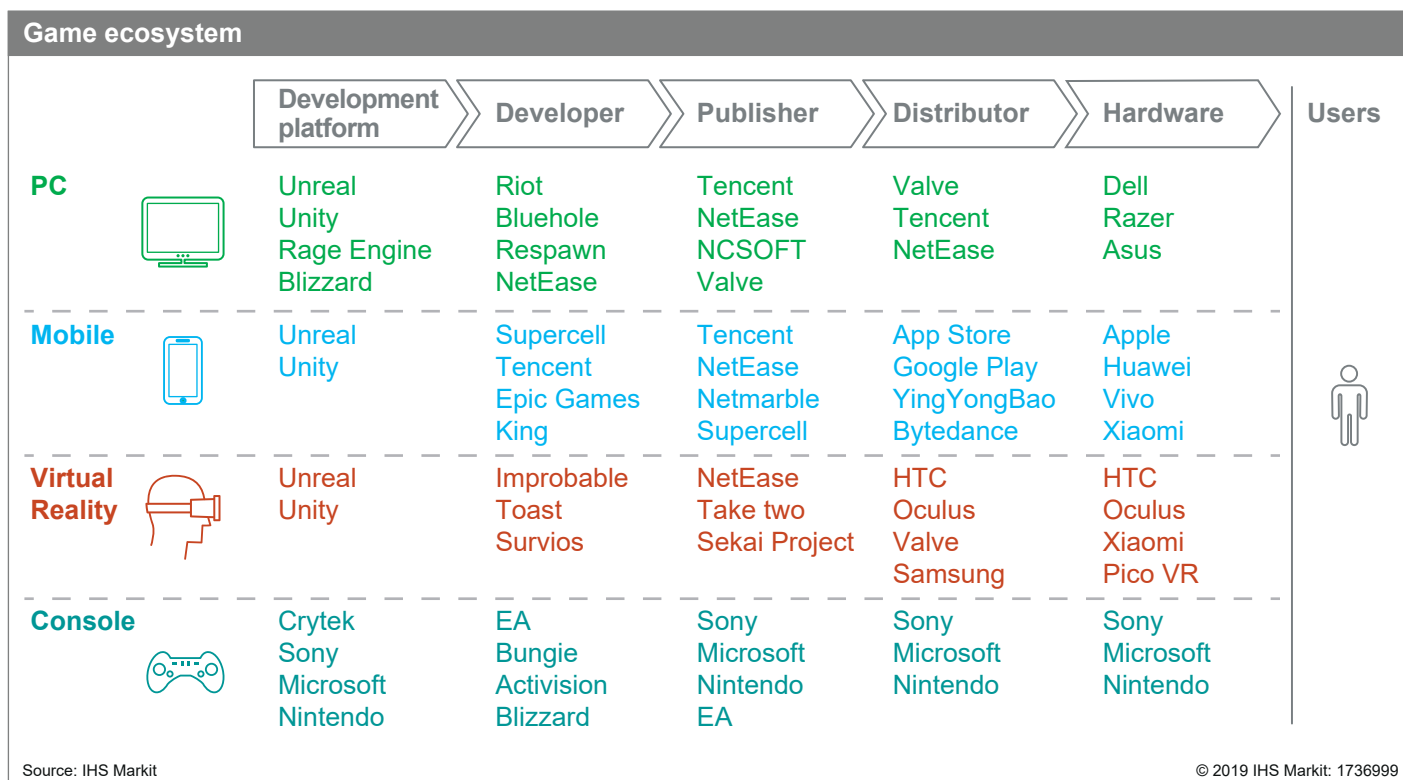 Game ecosystem
Development
platform
Developer
Publisher
Distributor
Hardware
Users
PC
Unreal
Unity
Rage Engine
Blizzard
Riot
Bluehole
Respawn
NetEase
Tencent
NetEase
NCSOFT
Valve
Valve
Tencent
NetEase
Dell
Razer
Asus
Mobile
Unreal
Unity
Supercell
Tencent
Epic Games
King
Tencent
NetEase
Netmarble
Supercell
App Store
Google Play
YingYongBao
Bytedance
Apple
Huawei
Vivo
Xiaomi
Virtual
Reality
Unreal
Unity
Improbable
Toast
Survios
NetEase
Take two
Sekai Project
HTC
Oculus
Valve
Samsung
HTC
Oculus
Xiaomi
Pico VR
Console
Crytek
Sony
Microsoft
Nintendo
EA
Bungie
Activision
Blizzard
Sony
Microsoft
Nintendo
EA
Sony
Microsoft
Nintendo
Sony
Microsoft
Nintendo
Source: IHS Markit
© 2019 IHS Markit: 1736999